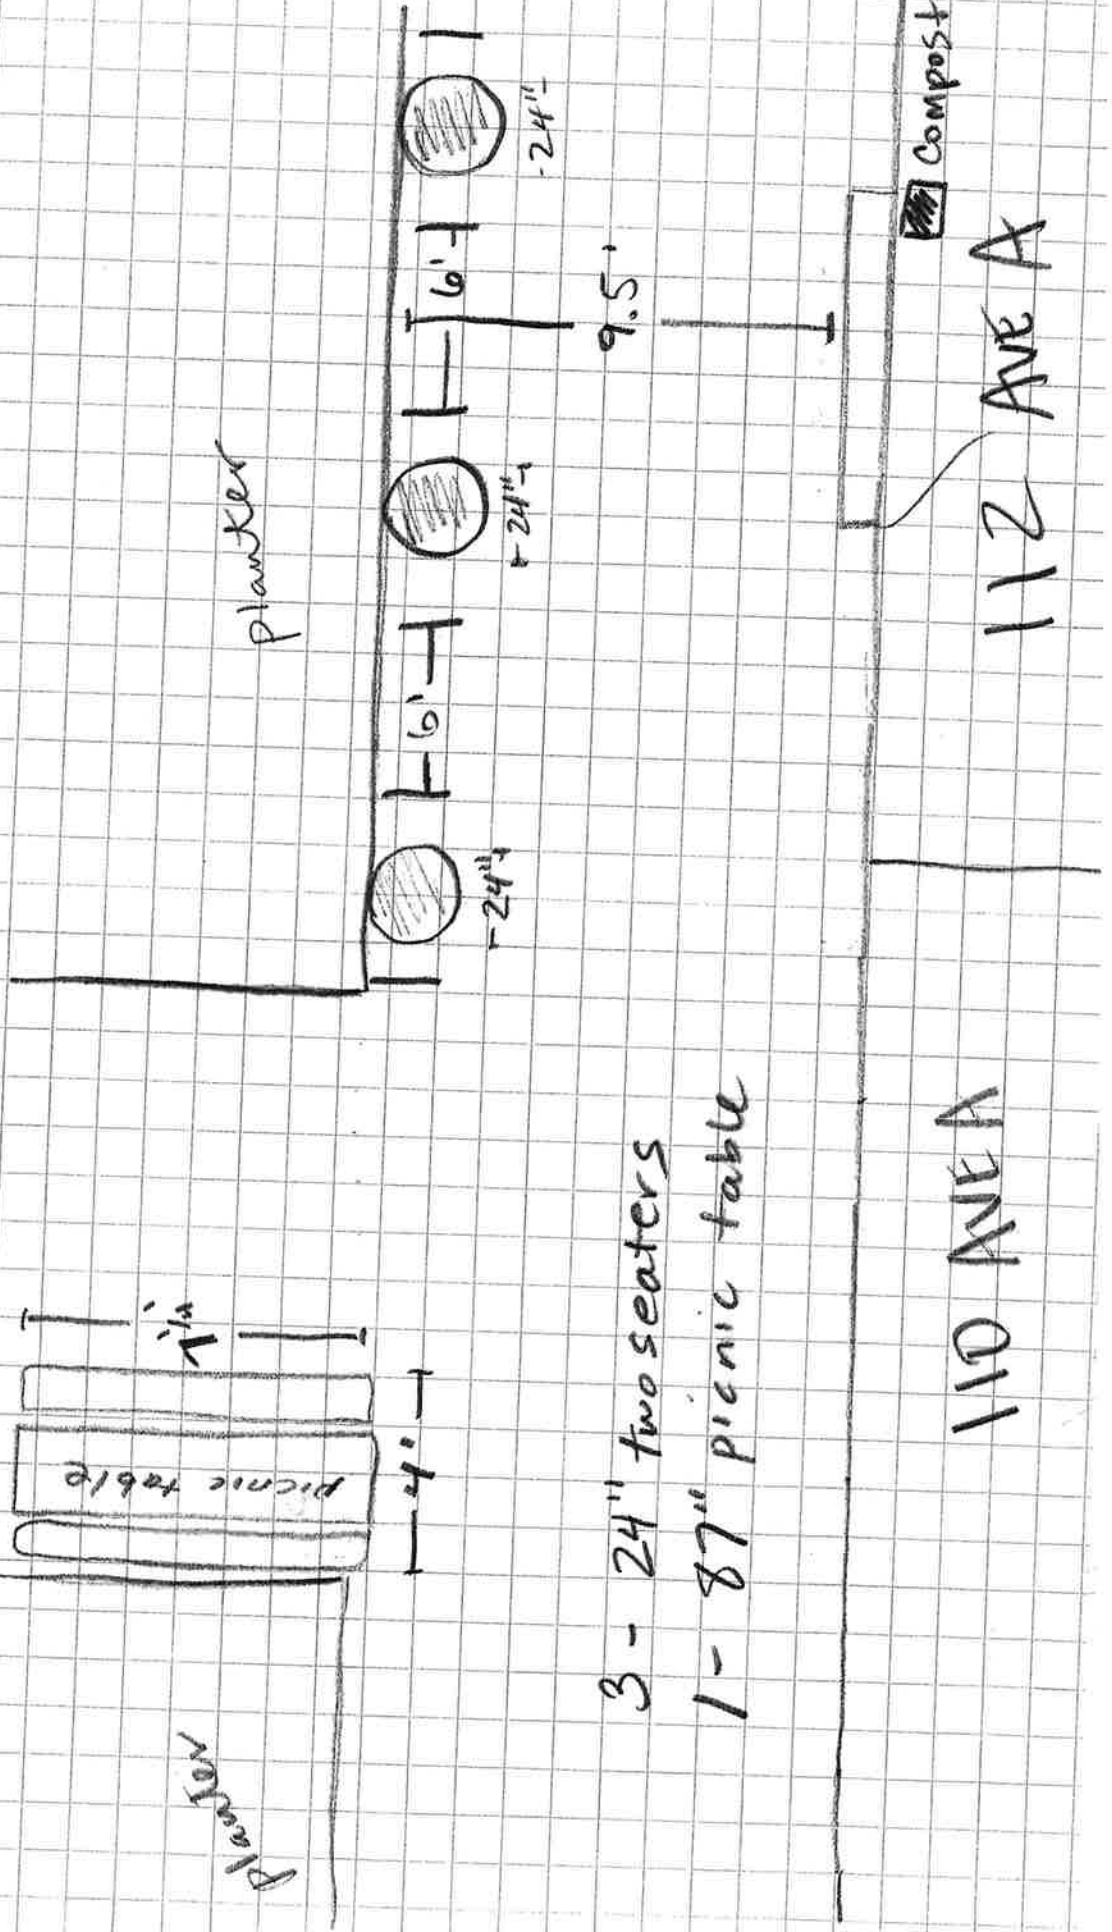 planter
picnic table
planter
4'
6'
6'
24"
24"
24"
9.5'
3 - 24" two seaters
1 - 87" picnic table
110 AVE A
112 AVE A
Compost